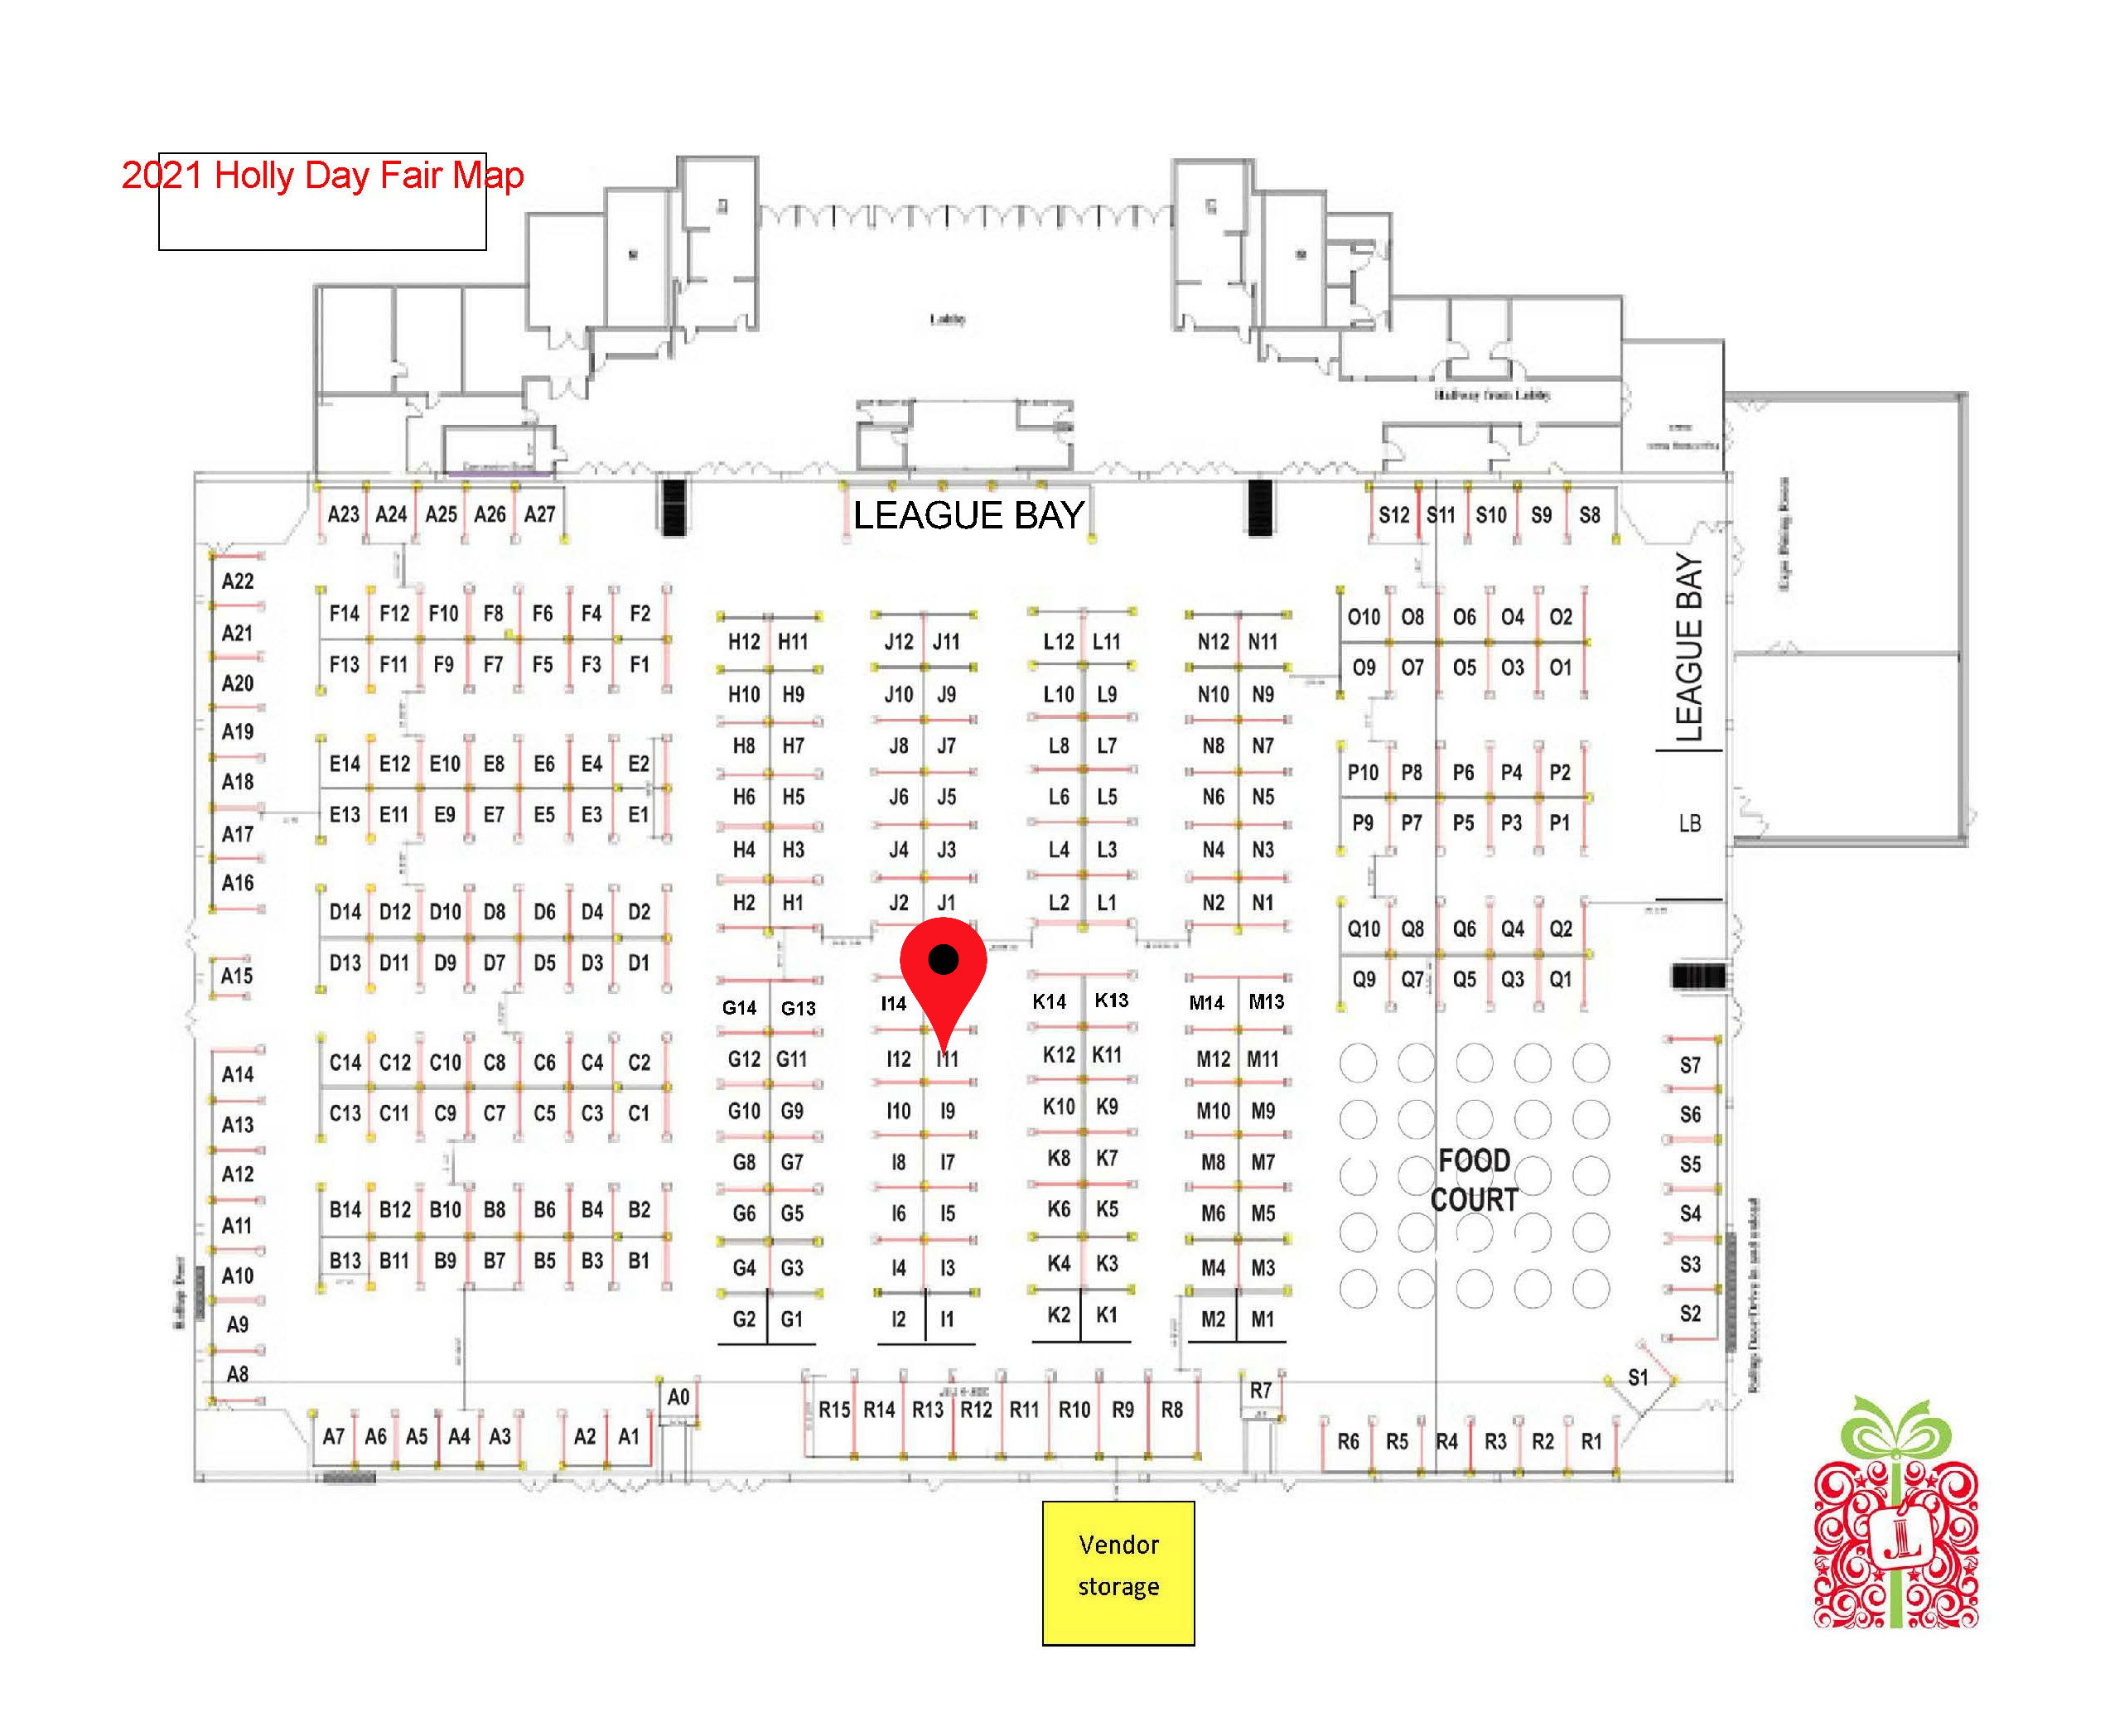 2021 Holly Day Fair Map
Lobby
Hallway from Lobby
LEAGUE BAY
A23 A24 A25 A26 A27
S12 S11 S10 S9 S8
A22
A21
A20
A19
A18
A17
A16
A15
A14
A13
A12
A11
A10
A9
A8
F14 F12 F10 F8 F6 F4 F2
F13 F11 F9 F7 F5 F3 F1
E14 E12 E10 E8 E6 E4 E2
E13 E11 E9 E7 E5 E3 E1
D14 D12 D10 D8 D6 D4 D2
D13 D11 D9 D7 D5 D3 D1
C14 C12 C10 C8 C6 C4 C2
C13 C11 C9 C7 C5 C3 C1
B14 B12 B10 B8 B6 B4 B2
B13 B11 B9 B7 B5 B3 B1
H12 H11 J12 J11 L12 L11 N12 N11
H10 H9 J10 J9 L10 L9 N10 N9
H8 H7 J8 J7 L8 L7 N8 N7
H6 H5 J6 J5 L6 L5 N6 N5
H4 H3 J4 J3 L4 L3 N4 N3
H2 H1 J2 J1 L2 L1 N2 N1
G14 G13 I14 K14 K13 M14 M13
G12 G11 I12 I11 K12 K11 M12 M11
G10 G9 I10 I9 K10 K9 M10 M9
G8 G7 I8 I7 K8 K7 M8 M7
G6 G5 I6 I5 K6 K5 M6 M5
G4 G3 I4 I3 K4 K3 M4 M3
G2 G1 I2 I1 K2 K1 M2 M1
O10 O8 O6 O4 O2
O9 O7 O5 O3 O1
P10 P8 P6 P4 P2
P9 P7 P5 P3 P1
Q10 Q8 Q6 Q4 Q2
Q9 Q7 Q5 Q3 Q1
LEAGUE BAY
LB
FOOD
COURT
S7
S6
S5
S4
S3
S2
S1
A7 A6 A5 A4 A3 A2 A1
A0
R15 R14 R13 R12 R11 R10 R9 R8
R7
R6 R5 R4 R3 R2 R1
Vendor
storage
JL